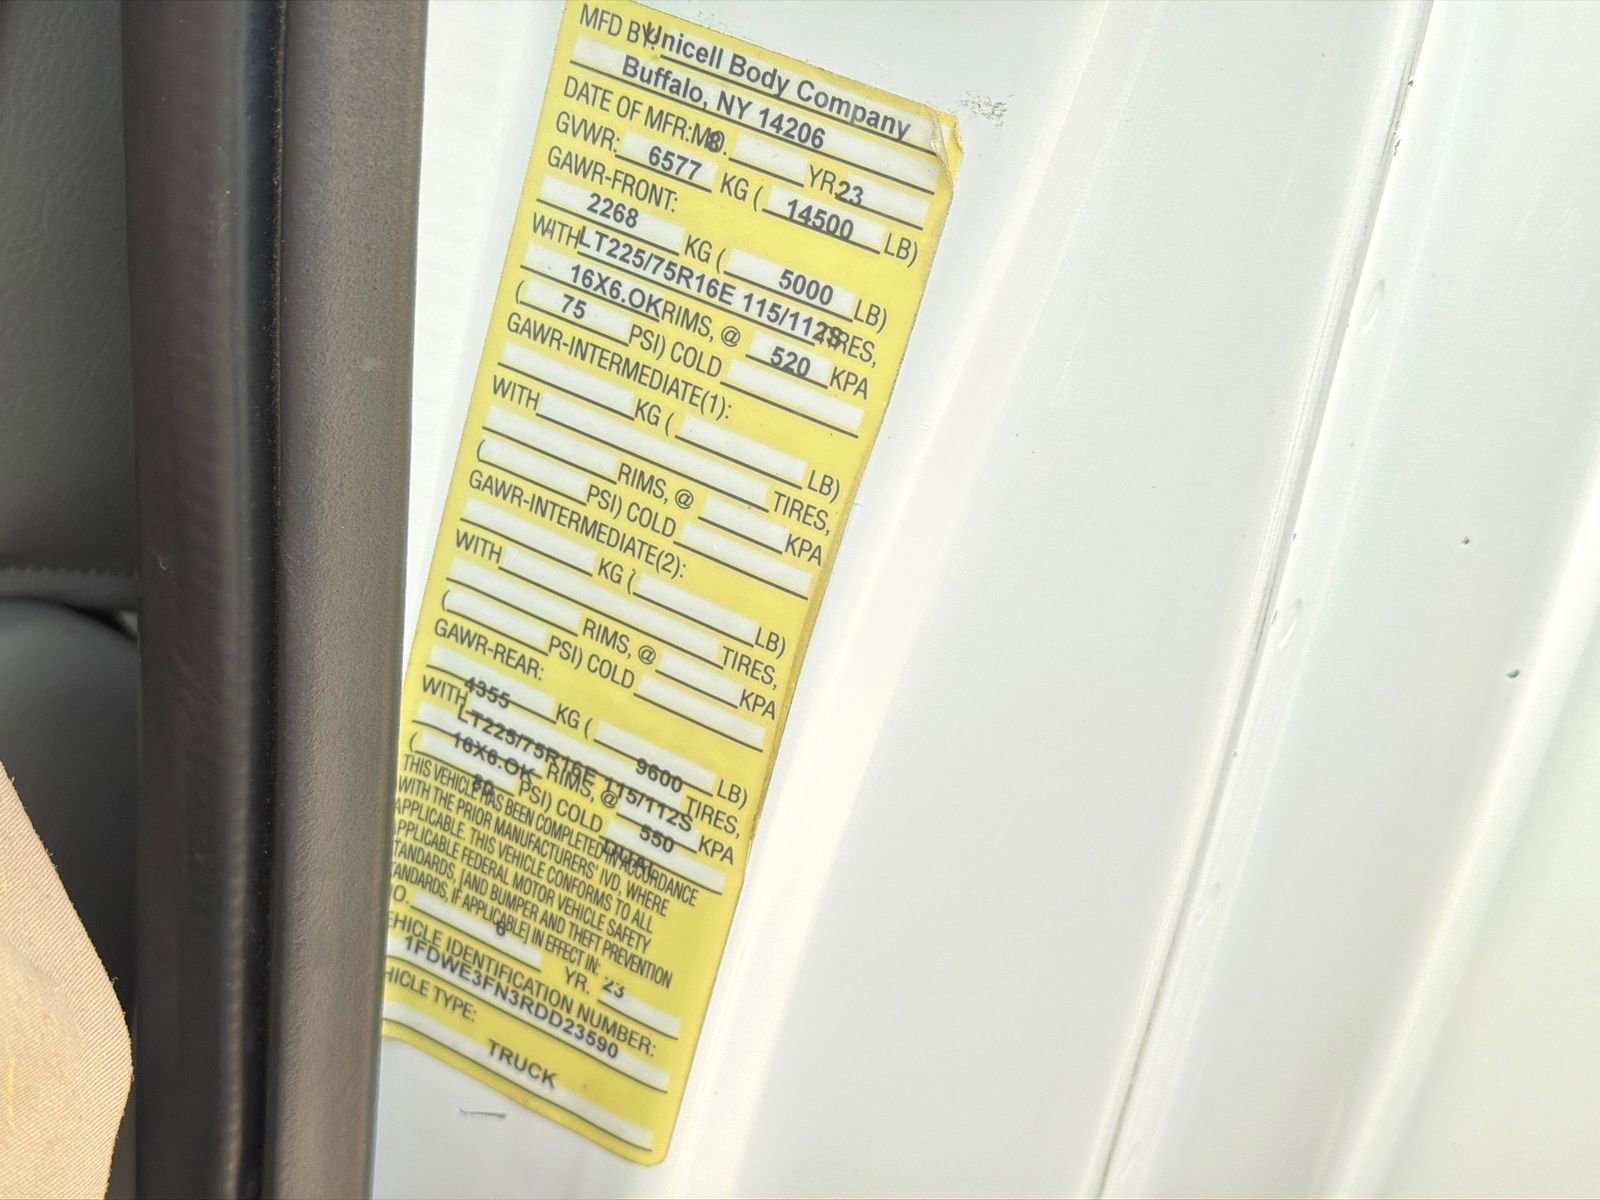 MFD BY: Unicell Body Company
Buffalo, NY 14206
DATE OF MFR: MO. 8 YR. 23
GVWR: 6577 KG ( 14500 LB)
GAWR-FRONT:
2268 KG ( 5000 LB)
WITH LT225/75R16E 115/112S TIRES,
16X6.OK RIMS, @ 520 KPA
( 75 PSI) COLD
GAWR-INTERMEDIATE(1):
KG ( LB)
WITH TIRES,
RIMS, @ KPA
( PSI) COLD
GAWR-INTERMEDIATE(2):
KG ( LB)
WITH TIRES,
RIMS, @ KPA
( PSI) COLD
GAWR-REAR:
4355 KG ( 9600 LB)
WITH LT225/75R16E 115/112S TIRES,
16X6.OK RIMS, @ 550 KPA
( 80 PSI) COLD DUAL
THIS VEHICLE HAS BEEN COMPLETED IN ACCORDANCE
WITH THE PRIOR MANUFACTURERS' IVD, WHERE
APPLICABLE. THIS VEHICLE CONFORMS TO ALL
APPLICABLE FEDERAL MOTOR VEHICLE SAFETY
STANDARDS, [AND BUMPER AND THEFT PREVENTION
STANDARDS, IF APPLICABLE] IN EFFECT IN:
O. YR. 23
VEHICLE IDENTIFICATION NUMBER:
1FDWE3FN3RDD23590
VEHICLE TYPE:
TRUCK